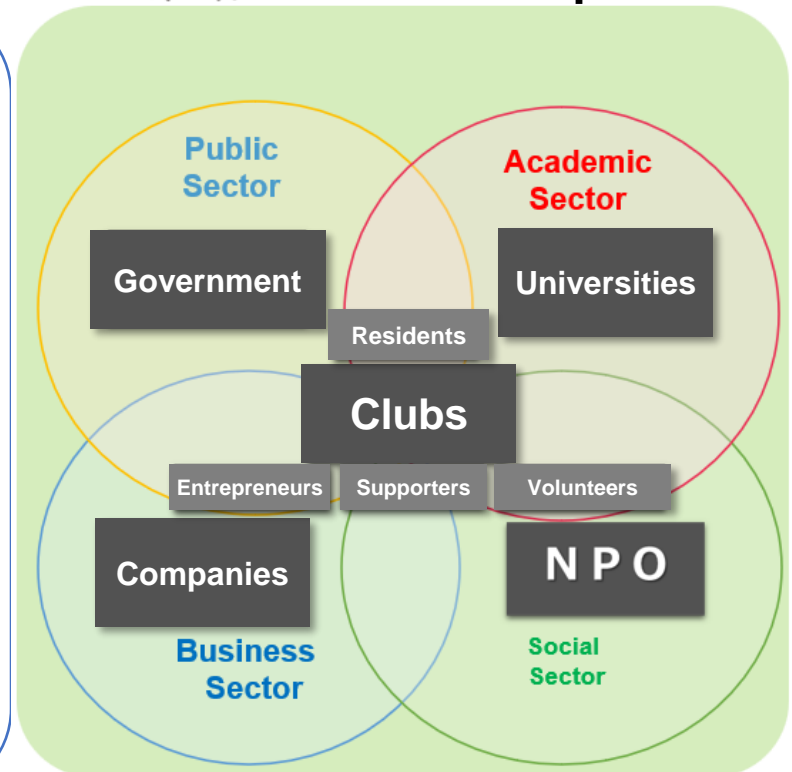 Public
Sector
Academic
Sector
Government
Universities
Residents
Clubs
Entrepreneurs
Supporters
Volunteers
Companies
N P O
Business
Sector
Social
Sector